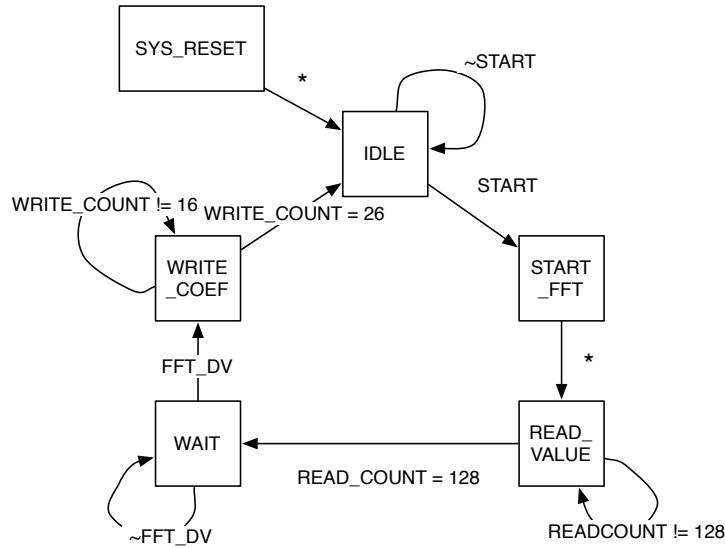 SYS_RESET
*
~START
IDLE
START
WRITE_COUNT != 16
WRITE_COUNT = 26
WRITE
_COEF
START
_FFT
FFT_DV
*
WAIT
READ_
VALUE
READ_COUNT = 128
~FFT_DV
READCOUNT != 128